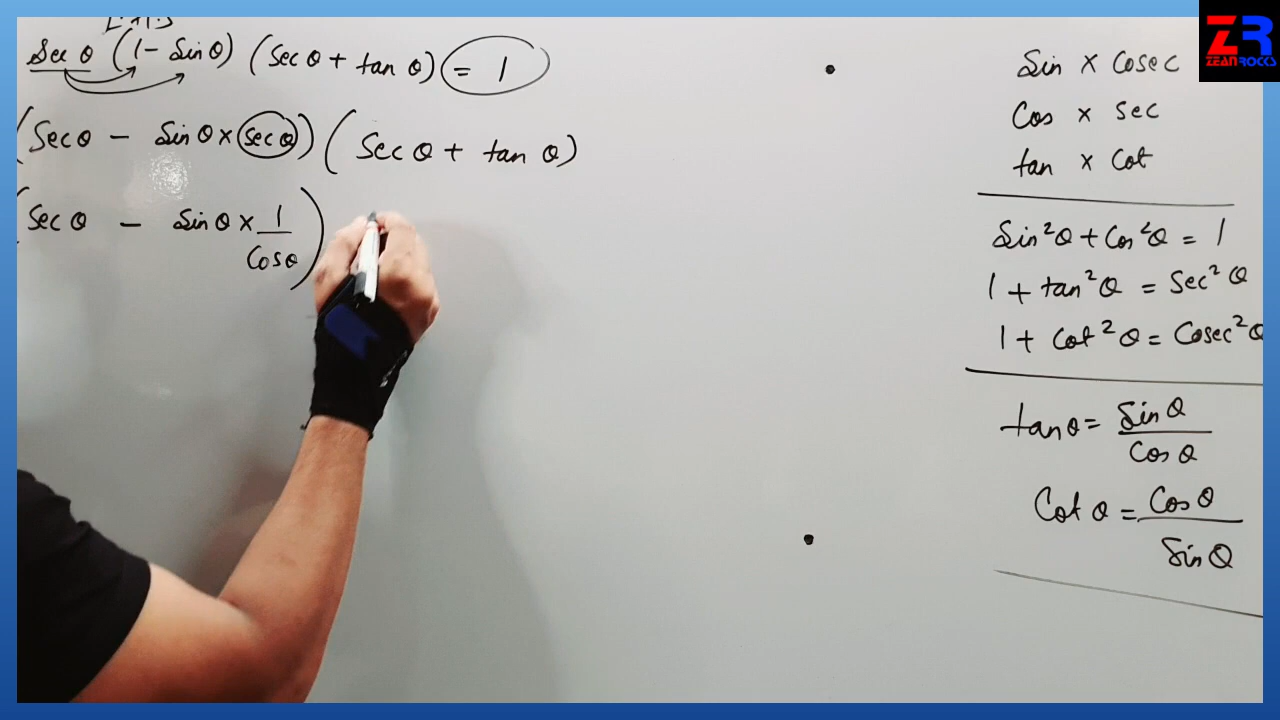 L.H.S
Sec θ (1 - Sin θ) (Sec θ + tan θ) = 1
(Sec θ - Sin θ × Sec θ) (Sec θ + tan θ)
(Sec θ - Sin θ × 1/Cos θ)
Sin × Cosec
Cos × Sec
tan × Cot
Sin²θ + Cos²θ = 1
1 + tan²θ = Sec²θ
1 + Cot²θ = Cosec²θ
tan θ = Sin θ / Cos θ
Cot θ = Cos θ / Sin θ
ZR
ZEAN ROCKS